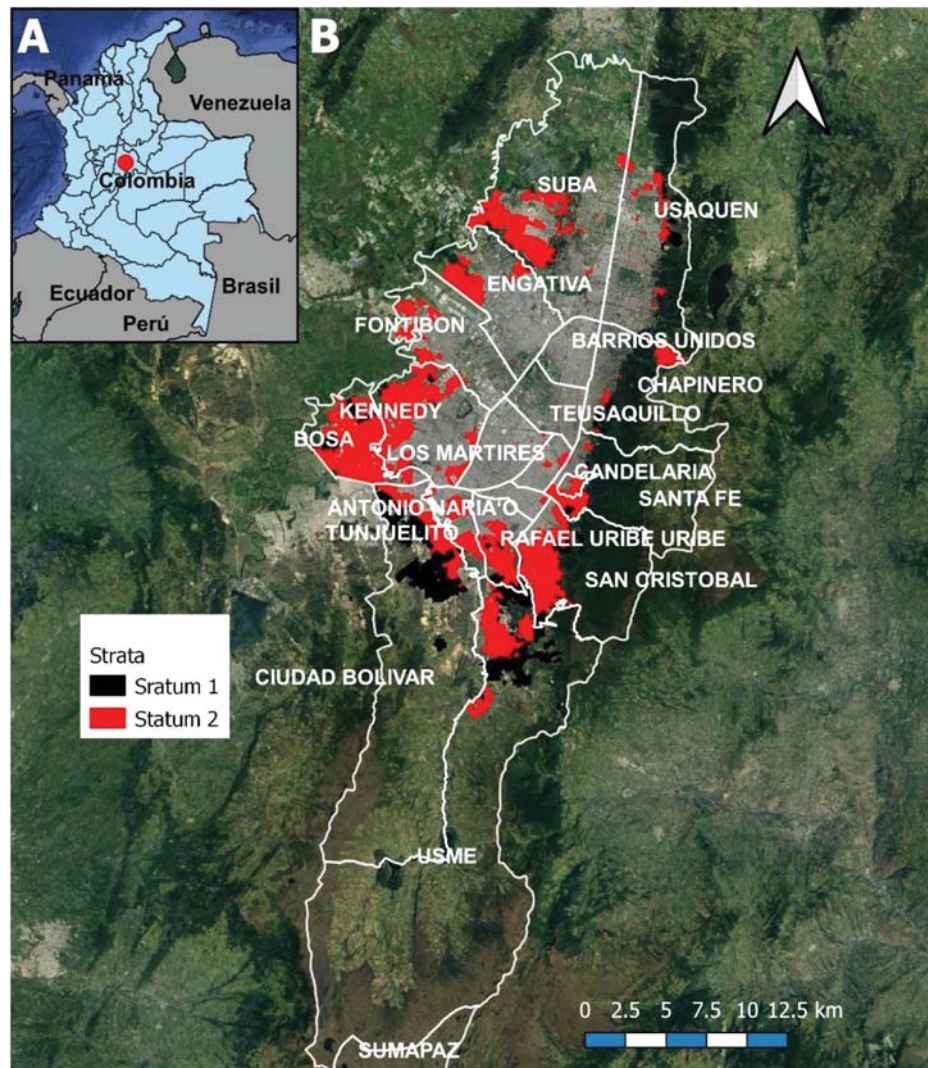 A
Panamá
Venezuela
Colombia
Ecuador
Perú
Brasil
B
SUBA
USAQUEN
ENGATIVA
FONTIBON
BARRIOS UNIDOS
CHAPINERO
KENNEDY
TEUSAQUILLO
BOSA
LOS MARTIRES
CANDELARIA
SANTA FE
ANTONIO NARIA'O
TUNJUELITO
RAFAEL URIBE URIBE
SAN CRISTOBAL
Strata
Sratum 1
Statum 2
CIUDAD BOLIVAR
USME
SUMAPAZ
0 2.5 5 7.5 10 12.5 km